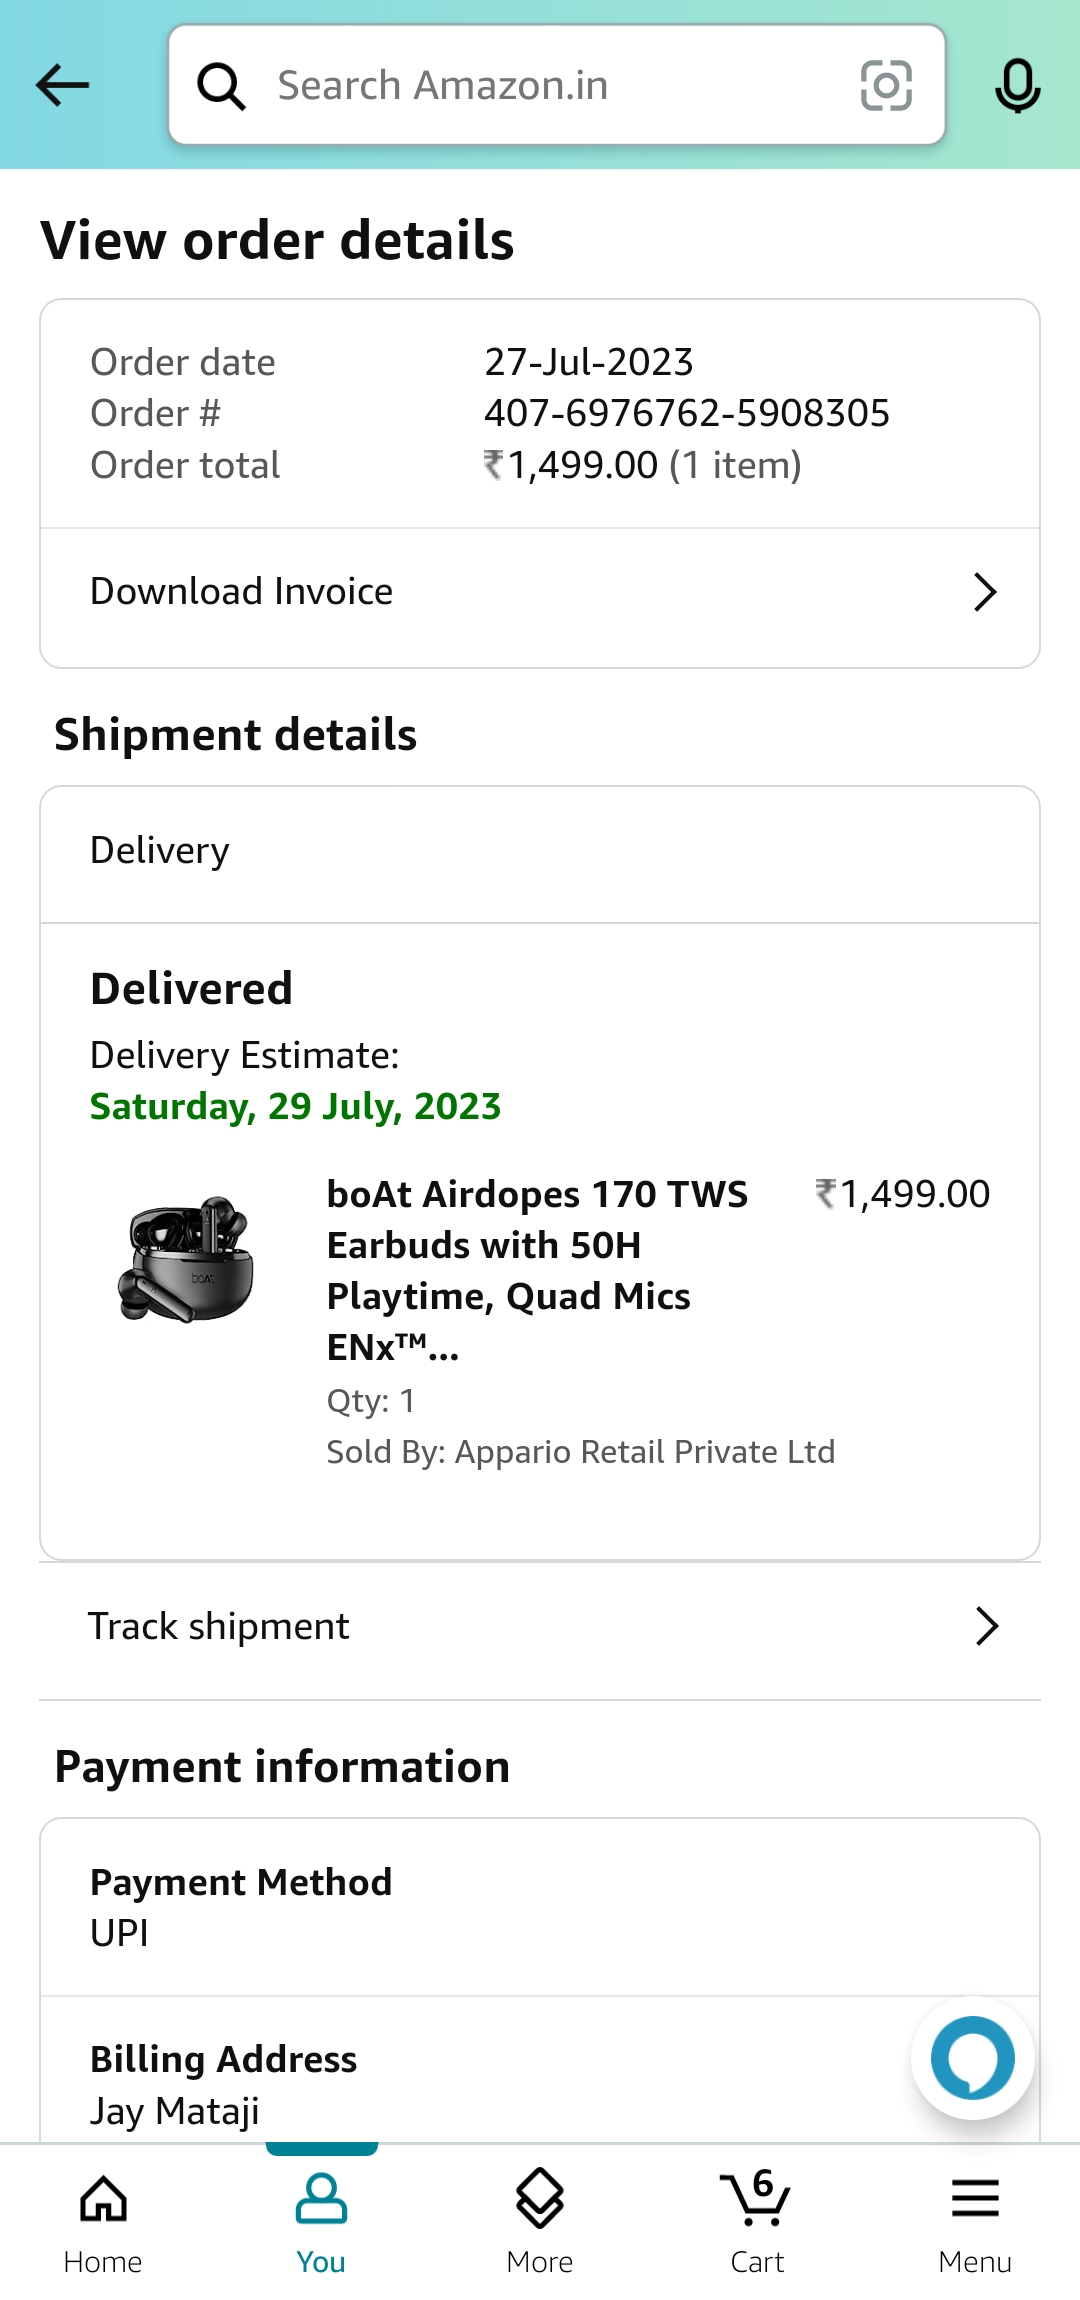 Search Amazon.in
View order details
Order date 27-Jul-2023
Order # 407-6976762-5908305
Order total ₹1,499.00 (1 item)
Download Invoice
Shipment details
Delivery
Delivered
Delivery Estimate:
Saturday, 29 July, 2023
boAt Airdopes 170 TWS ₹1,499.00
Earbuds with 50H
Playtime, Quad Mics
ENx™...
Qty: 1
Sold By: Appario Retail Private Ltd
boAt
Track shipment
Payment information
Payment Method
UPI
Billing Address
Jay Mataji
6
Home You More Cart Menu